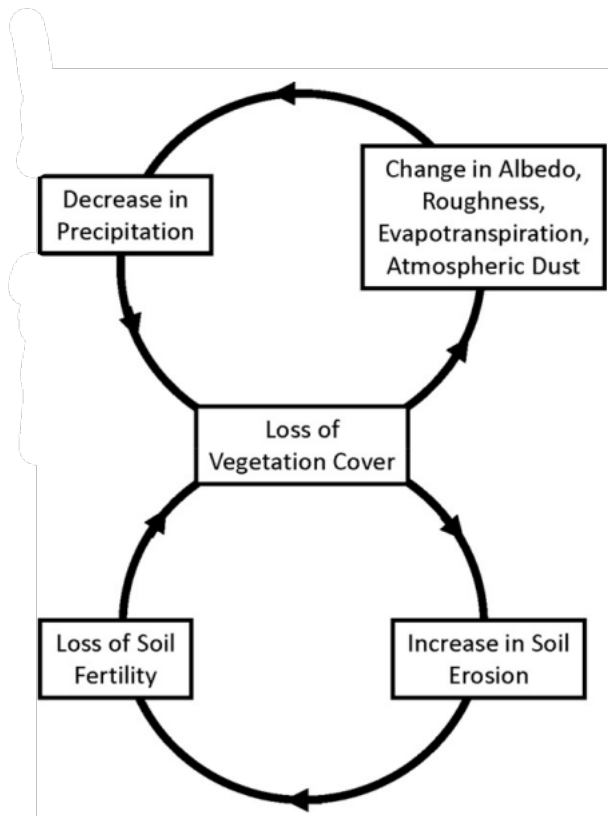 Decrease in
Precipitation
Change in Albedo,
Roughness,
Evapotranspiration,
Atmospheric Dust
Loss of
Vegetation Cover
Loss of Soil
Fertility
Increase in Soil
Erosion